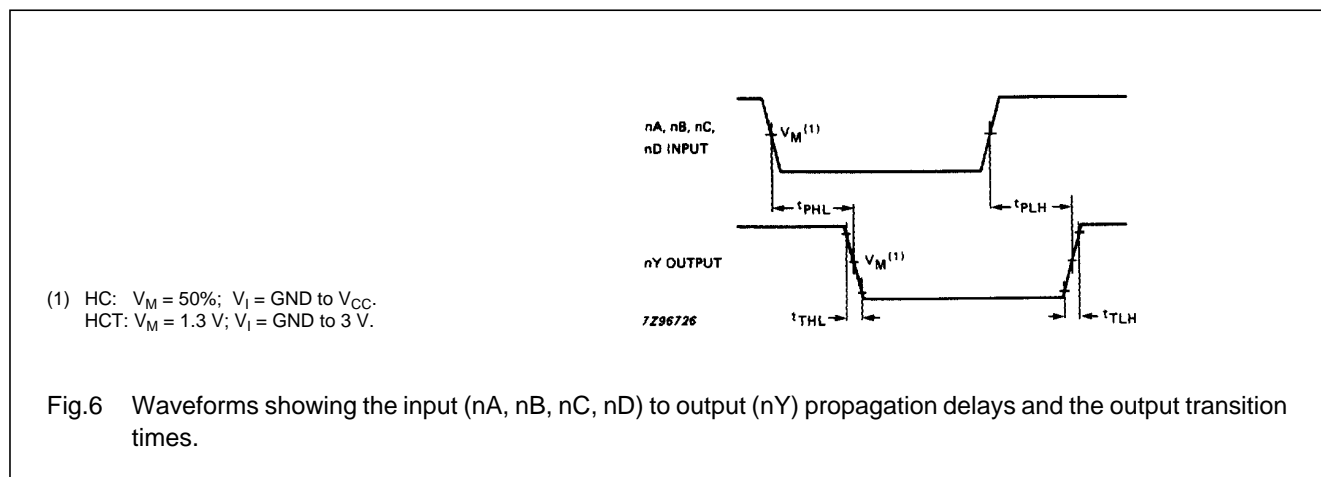 nA, nB, nC,
nD INPUT
VM(1)
tPHL
tPLH
nY OUTPUT
VM(1)
tTHL
tTLH
7Z96726
(1) HC: VM = 50%; VI = GND to VCC.
HCT: VM = 1.3 V; VI = GND to 3 V.
Fig.6 Waveforms showing the input (nA, nB, nC, nD) to output (nY) propagation delays and the output transition
times.